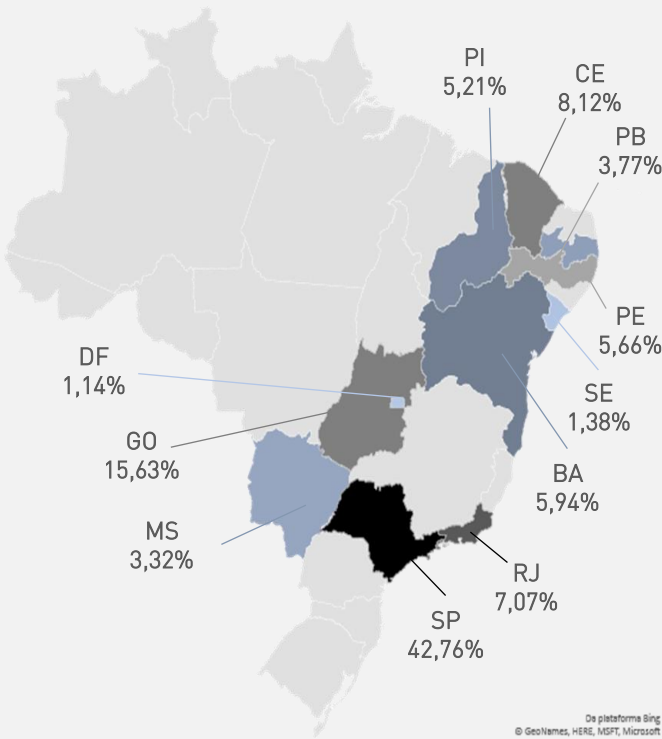 PI
5,21%
CE
8,12%
PB
3,77%
PE
5,66%
DF
1,14%
SE
1,38%
GO
15,63%
BA
5,94%
MS
3,32%
RJ
7,07%
SP
42,76%
Da plataforma Bing
© GeoNames, HERE, MSFT, Microsoft